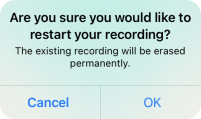 Are you sure you would like to
restart your recording?
The existing recording will be erased
permanently.
Cancel
OK